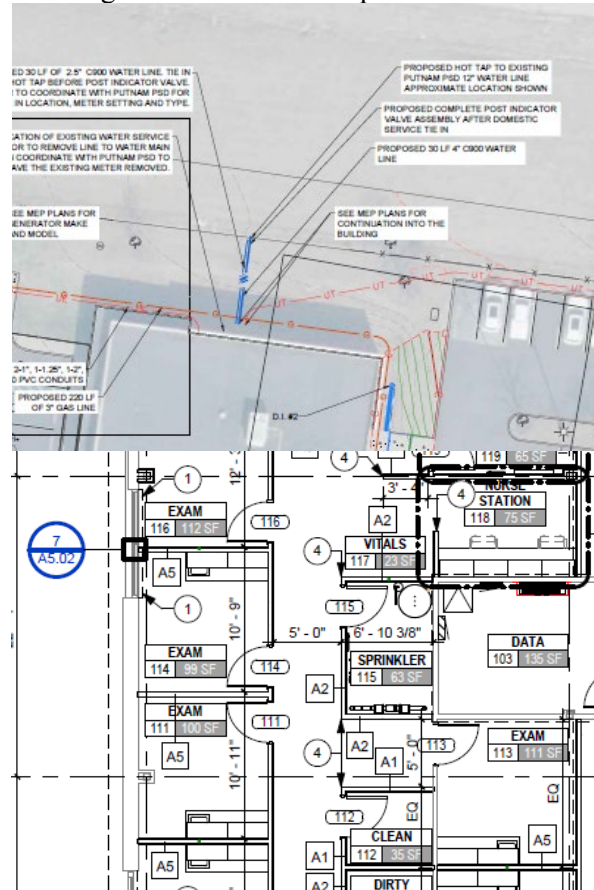 ED 30 LF OF 2.5" C900 WATER LINE. TIE IN
HOT TAP BEFORE POST INDICATOR VALVE.
TO COORDINATE WITH PUTNAM PSD FOR
IN LOCATION, METER SETTING AND TYPE.
PROPOSED HOT TAP TO EXISTING
PUTNAM PSD 12" WATER LINE
APPROXIMATE LOCATION SHOWN
PROPOSED COMPLETE POST INDICATOR
VALVE ASSEMBLY AFTER DOMESTIC
SERVICE TIE IN
PROPOSED 30 LF 4" C900 WATER
LINE
CATION OF EXISTING WATER SERVICE
OR TO REMOVE LINE TO WATER MAIN
COORDINATE WITH PUTNAM PSD TO
AVE THE EXISTING METER REMOVED.
SEE MEP PLANS FOR
GENERATOR MAKE
AND MODEL
SEE MEP PLANS FOR
CONTINUATION INTO THE
BUILDING
W
UT UT UT UT UT
G G G G
2-1", 1-1.25", 1-2",
PVC CONDUITS
PROPOSED 220 LF
OF 3" GAS LINE
D.I. #2
4
119 65 SF
12' -
3' - 4"
NURSE
STATION
118 75 SF
1
EXAM
116 112 SF
116
A2
4
VITALS
117 23 SF
4
7
A5.02
A5
1
115
...
10' - 9"
5' - 0"
6' - 10 3/8"
DATA
103 135 SF
EXAM
114 99 SF
114
SPRINKLER
115 63 SF
A2
EXAM
111 100 SF
111
A5
4
A2
A1
113
5' - 0"
EXAM
113 111 SF
10' - 11"
112
EQ
EQ
A5
CLEAN
112 35 SF
A1
A5
A2
DIRTY